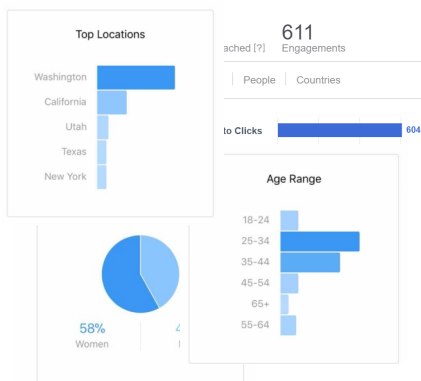 Top Locations
Washington
California
Utah
Texas
New York
611
ached [?] Engagements
People Countries
to Clicks 604
Age Range
18-24
25-34
35-44
45-54
65+
55-64
58%
Women